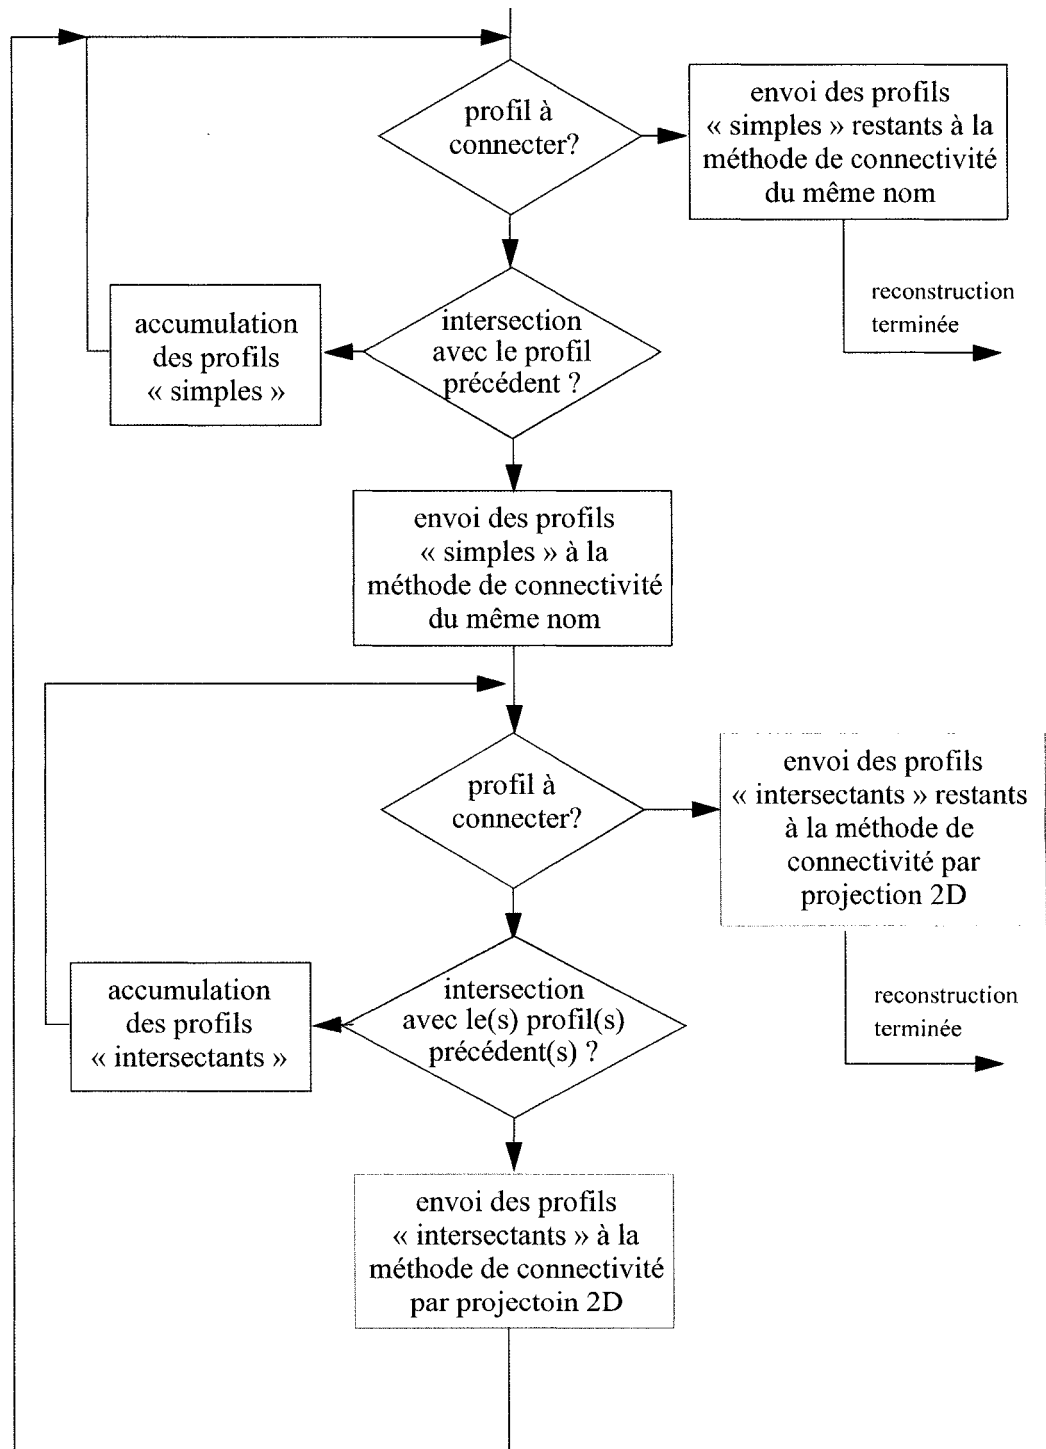 profil à
connecter?
envoi des profils
« simples » restants à la
méthode de connectivité
du même nom
reconstruction
terminée
intersection
avec le profil
précédent ?
accumulation
des profils
« simples »
envoi des profils
« simples » à la
méthode de connectivité
du même nom
profil à
connecter?
envoi des profils
« intersectants » restants
à la méthode de
connectivité par
projection 2D
reconstruction
terminée
intersection
avec le(s) profil(s)
précédent(s) ?
accumulation
des profils
« intersectants »
envoi des profils
« intersectants » à la
méthode de connectivité
par projectoin 2D